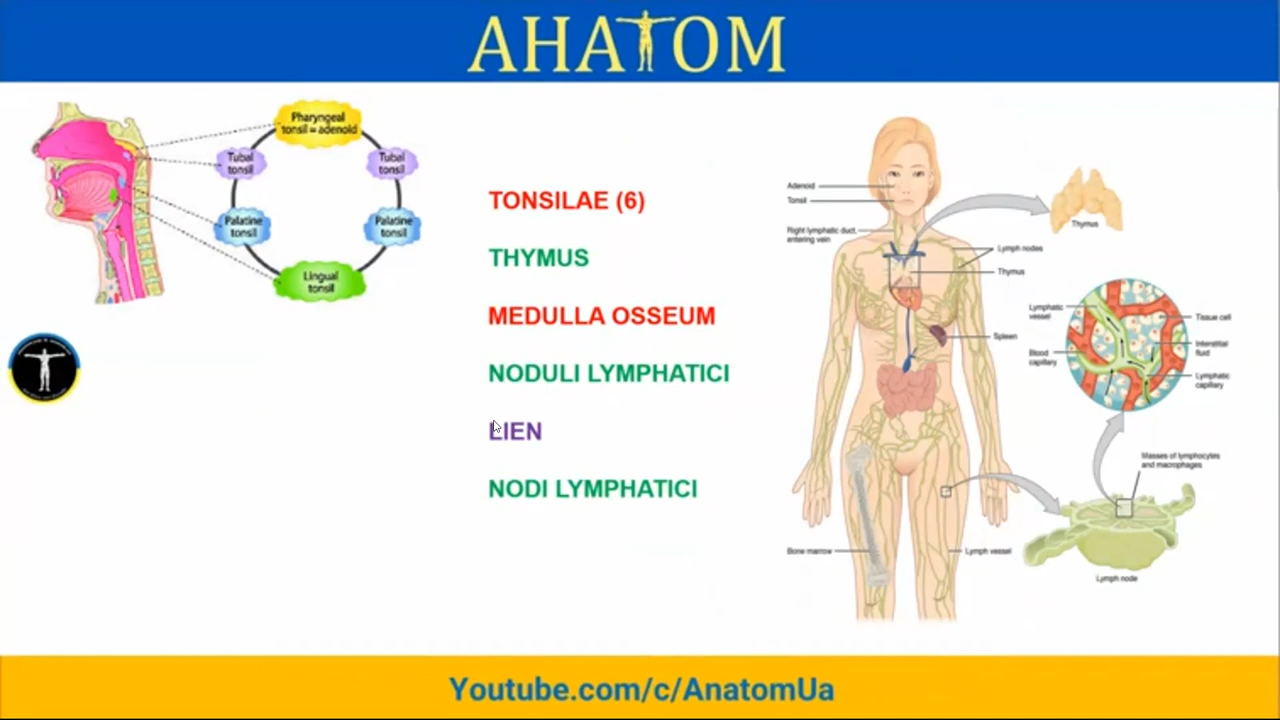 AHATOM
Pharyngeal
tonsil = adenoid
Tubal
tonsil
Tubal
tonsil
Palatine
tonsil
Palatine
tonsil
Lingual
tonsil
TONSILAE (6)
THYMUS
MEDULLA OSSEUM
NODULI LYMPHATICI
LIEN
NODI LYMPHATICI
Adenoid
Tonsil
Right lymphatic duct,
entering vein
Thymus
Lymph nodes
Thymus
Spleen
Lymphatic
vessel
Blood
capillary
Tissue cell
Interstitial
fluid
Lymphatic
capillary
Masses of lymphocytes
and macrophages
Bone marrow
Lymph vessel
Lymph node
Youtube.com/c/AnatomUa